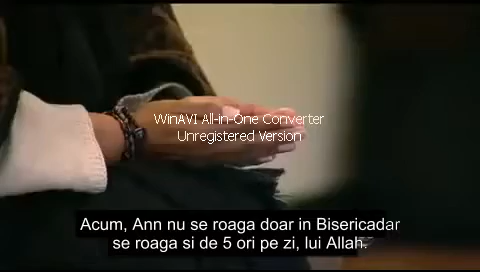 WinAVI All-in-One Converter
Unregistered Version
Acum, Ann nu se roaga doar in Bisericadar
se roaga si de 5 ori pe zi, lui Allah.